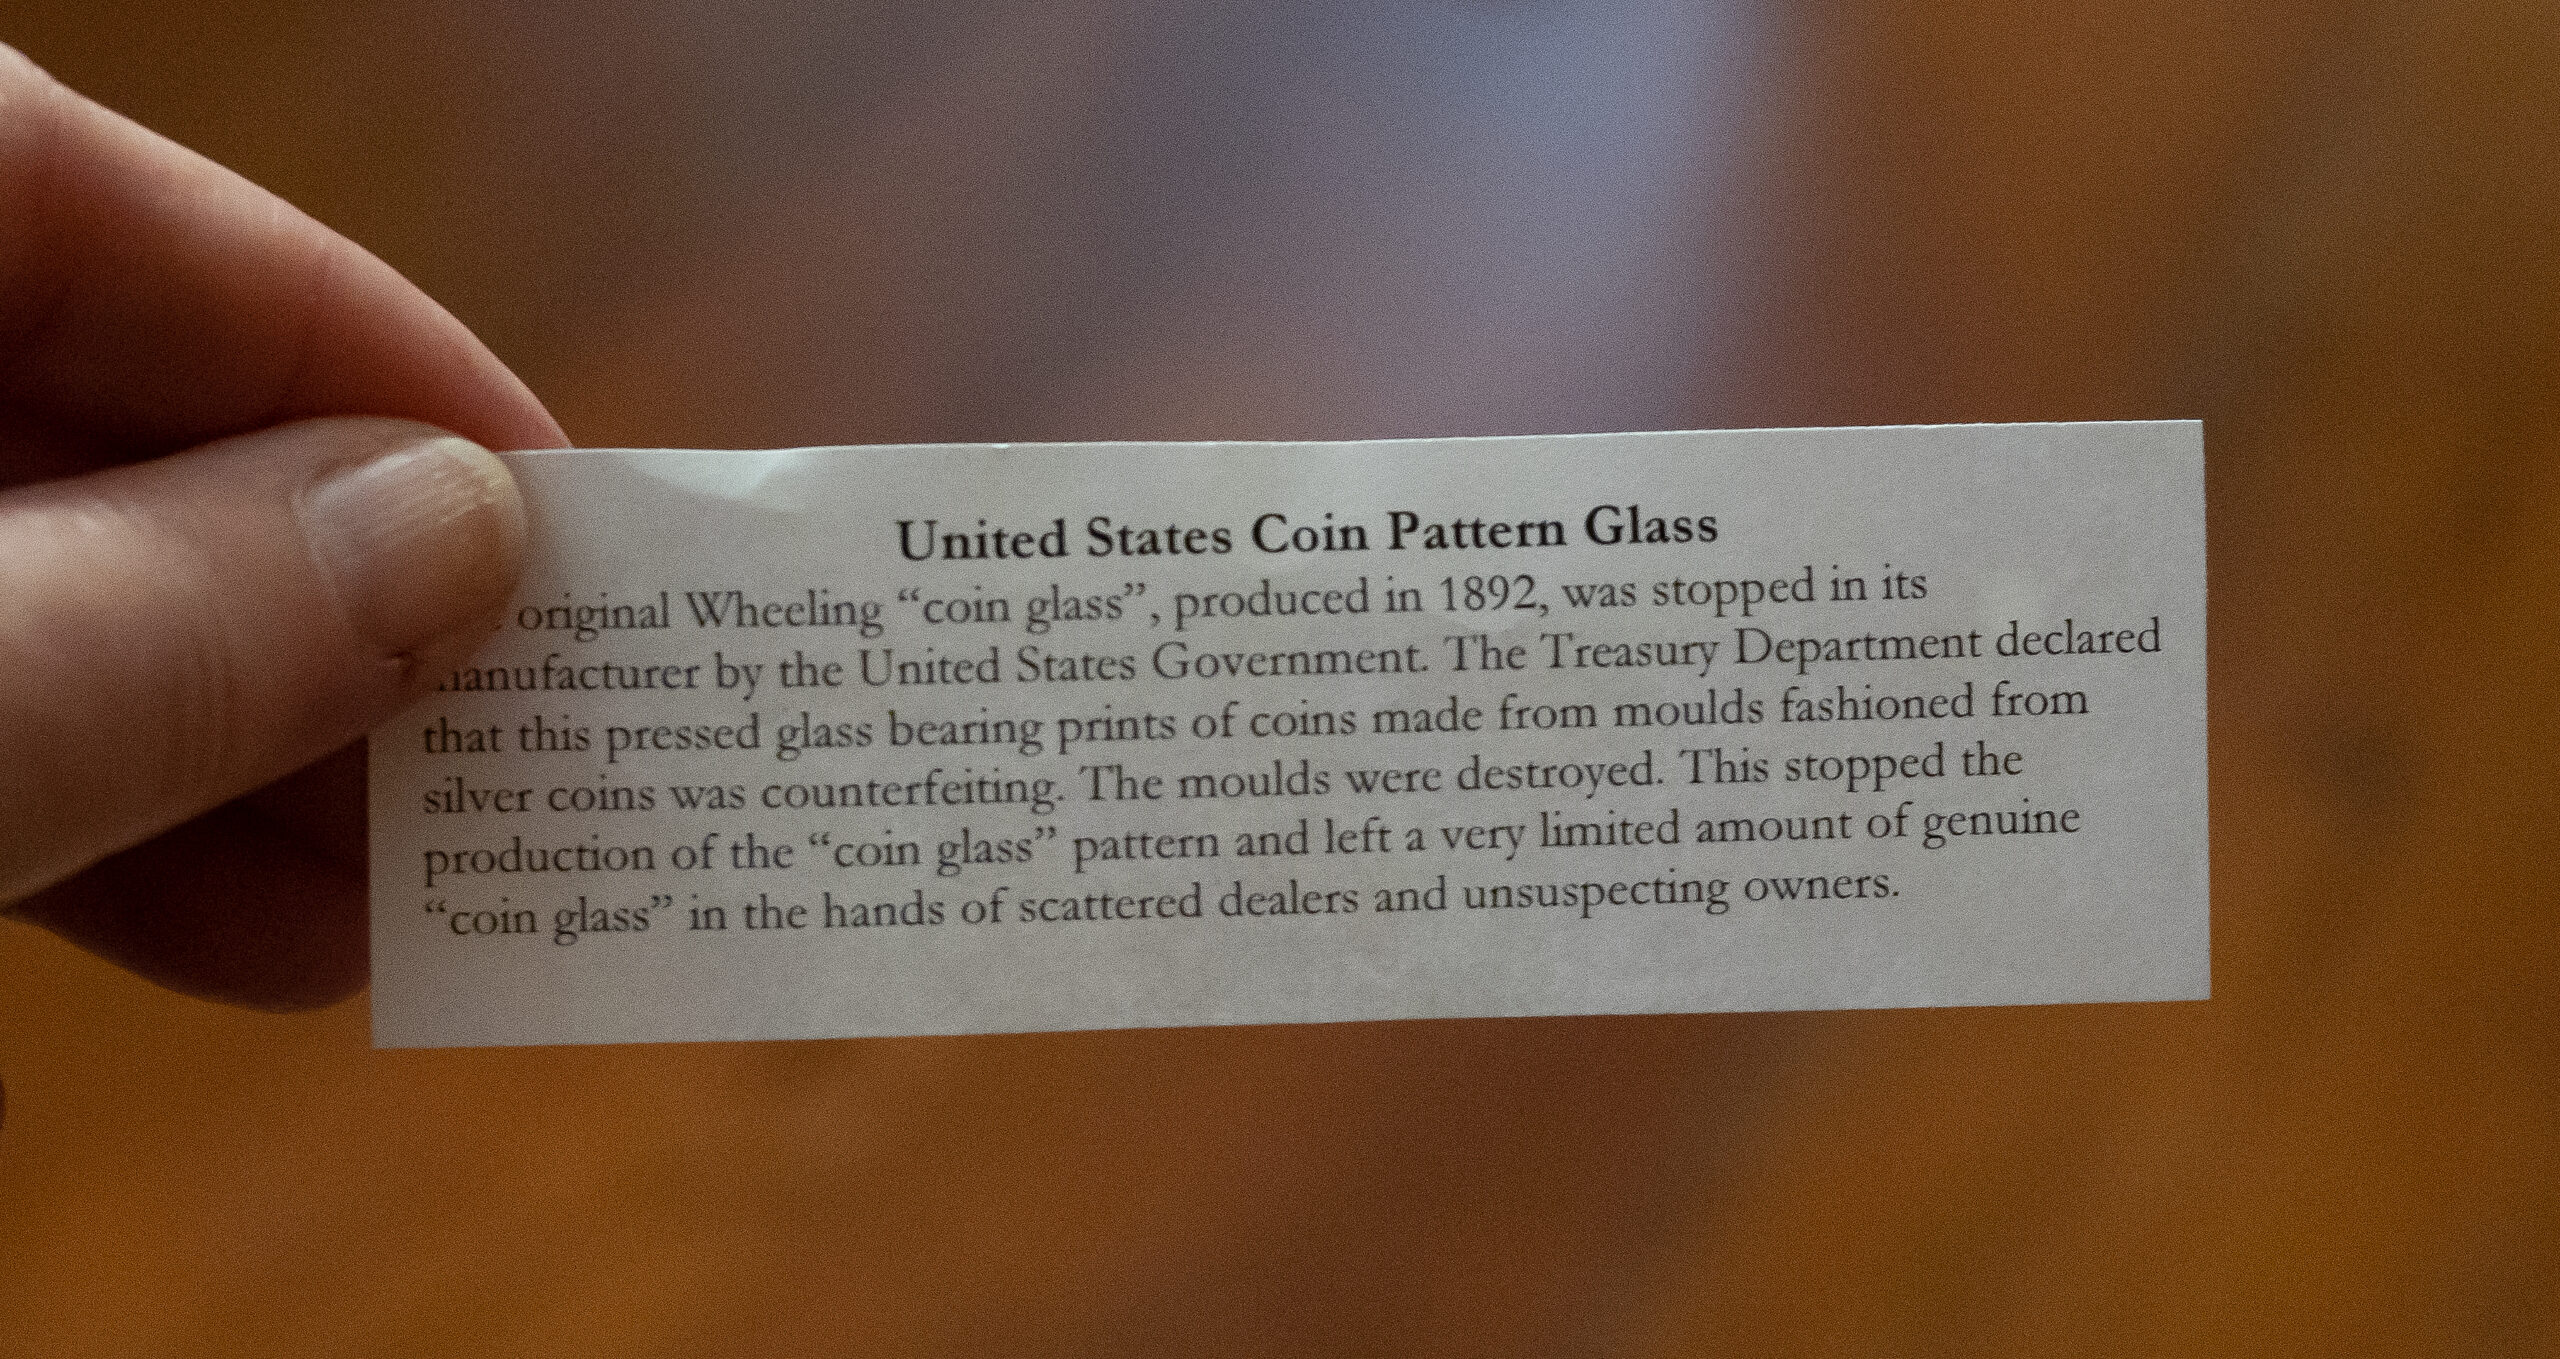 United States Coin Pattern Glass
original Wheeling “coin glass”, produced in 1892, was stopped in its
manufacturer by the United States Government. The Treasury Department declared
that this pressed glass bearing prints of coins made from moulds fashioned from
silver coins was counterfeiting. The moulds were destroyed. This stopped the
production of the “coin glass” pattern and left a very limited amount of genuine
“coin glass” in the hands of scattered dealers and unsuspecting owners.